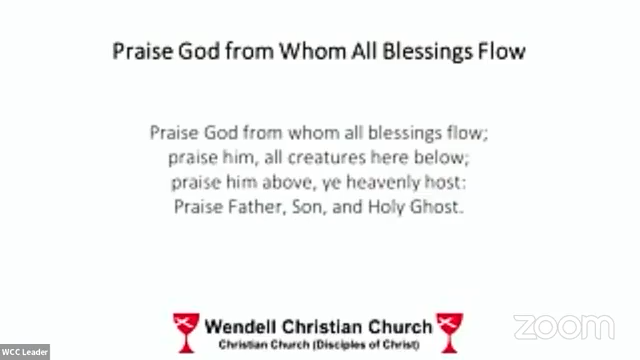 Praise God from Whom All Blessings Flow
Praise God from whom all blessings flow;
praise him, all creatures here below;
praise him above, ye heavenly host:
Praise Father, Son, and Holy Ghost.
Wendell Christian Church
Christian Church (Disciples of Christ)
zoom
WCC Leader